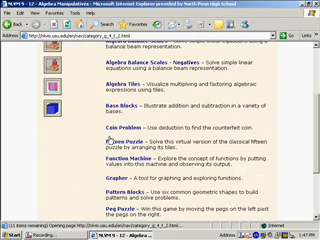 NLVM 9 - 12 - Algebra Manipulatives - Microsoft Internet Explorer provided by North Penn High School
File Edit View Favorites Tools Help
Address http://nlvm.usu.edu/en/nav/category_g_4_t_2.html
beam representation.
Algebra Balance Scales - Negatives – Solve simple linear
equations using a balance beam representation.
Algebra Tiles – Visualize multiplying and factoring algebraic
expressions using tiles.
Base Blocks – Illustrate addition and subtraction in a variety of
bases.
Coin Problem – Use deduction to find the counterfeit coin.
Fifteen Puzzle – Solve this virtual version of the classical fifteen
puzzle by arranging its tiles.
Function Machine – Explore the concept of functions by putting
values into this machine and observing its output.
Grapher – A tool for graphing and exploring functions.
Pattern Blocks – Use six common geometric shapes to build
patterns and solve problems.
Peg Puzzle – Win this game by moving the pegs on the left past
the pegs on the right.
(11 items remaining) Opening page http://nlvm.usu.edu/en/nav/category_g_4_t_2.html...
Internet
Start
Recording...
NLVM 9 - 12 - Algebra...
1:47 PM